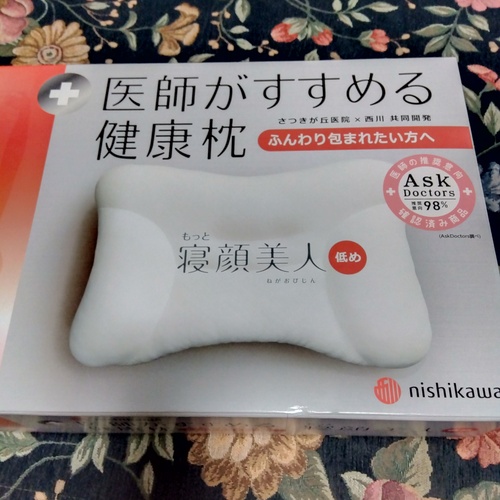 医師がすすめる
健康枕
さつきが丘医院 × 西川 共同開発
ふんわり包まれたい方へ
医師の推奨意向
Ask
Doctors
98%
確認済み商品
(AskDoctors調べ)
もっと
寝顔美人
低め
ねがおびじん
nishikawa